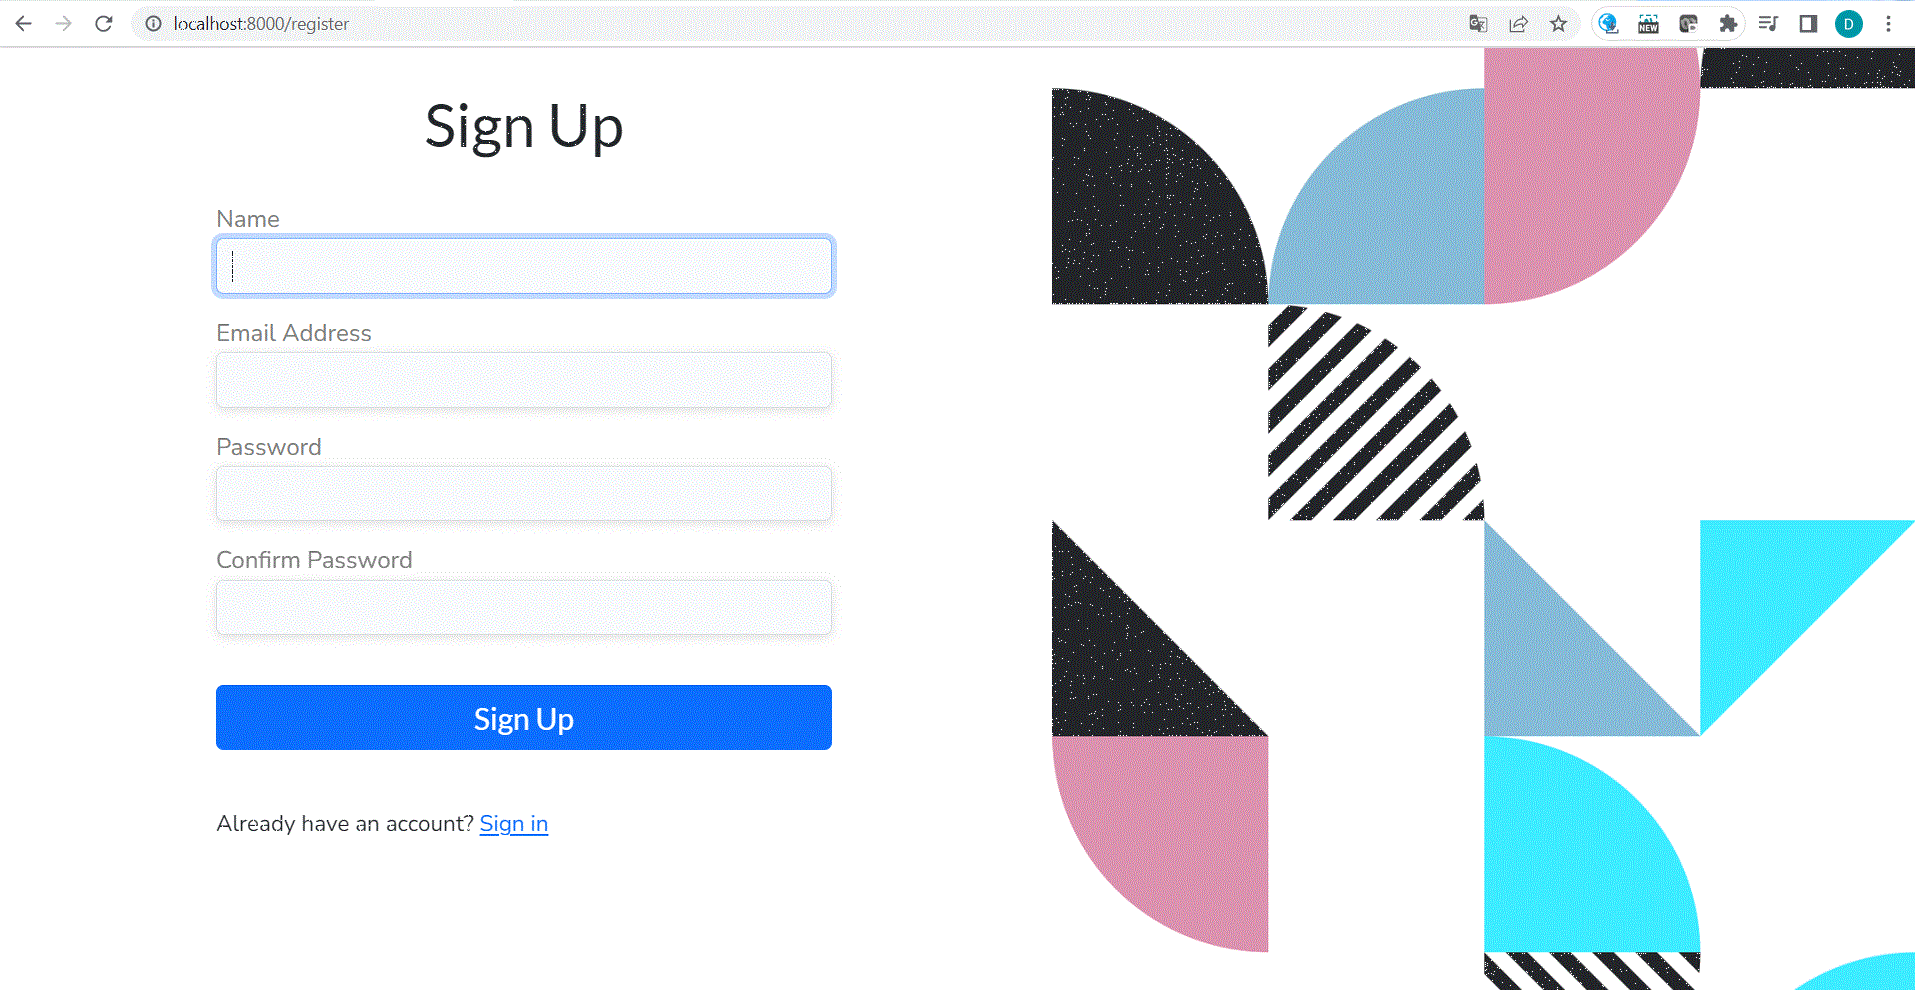 localhost:8000/register
NEW
D
Sign Up
Name
Email Address
Password
Confirm Password
Sign Up
Already have an account? Sign in